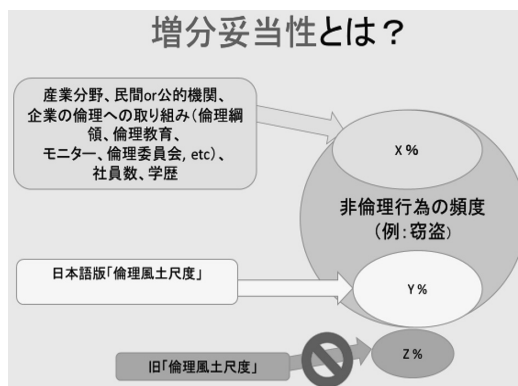 増分妥当性とは？
産業分野、民間or公的機関、
企業の倫理への取り組み（倫理綱
領、倫理教育、
モニター、倫理委員会, etc）、
社員数、学歴
X %
非倫理行為の頻度
（例：窃盗）
日本語版「倫理風土尺度」
Y %
旧「倫理風土尺度」
Z %